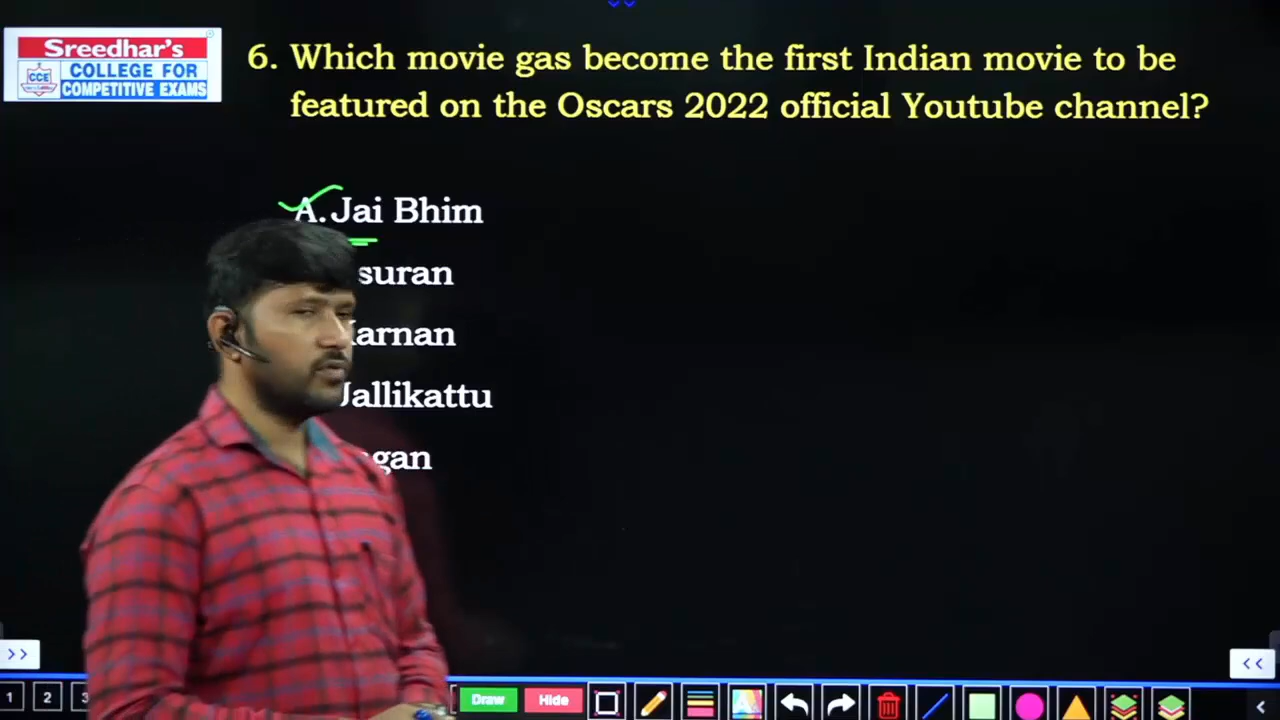 Sreedhar's
CCE
COLLEGE FOR
COMPETITIVE EXAMS
6. Which movie gas become the first Indian movie to be
featured on the Oscars 2022 official Youtube channel?
A. Jai Bhim
suran
arnan
Jallikattu
gan
1 2 3
Draw
Hide